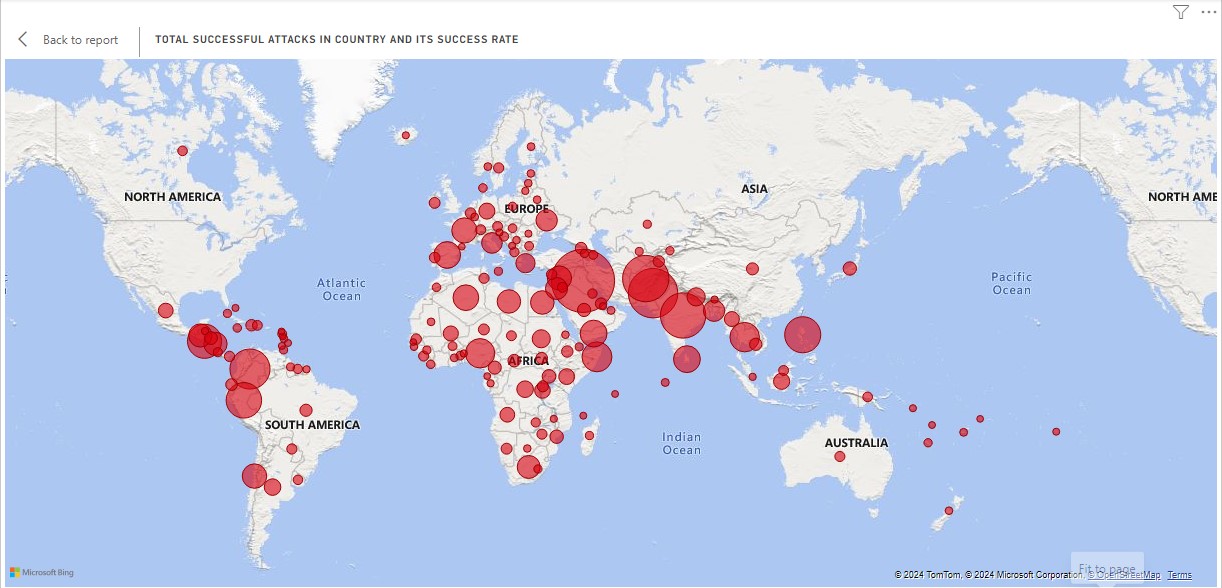 Back to report
TOTAL SUCCESSFUL ATTACKS IN COUNTRY AND ITS SUCCESS RATE
NORTH AMERICA
ASIA
NORTH AME
EUROPE
Atlantic
Ocean
Pacific
Ocean
AFRICA
SOUTH AMERICA
Indian
Ocean
AUSTRALIA
Fit to page
Microsoft Bing
© 2024 TomTom, © 2024 Microsoft Corporation, © OpenStreetMap Terms